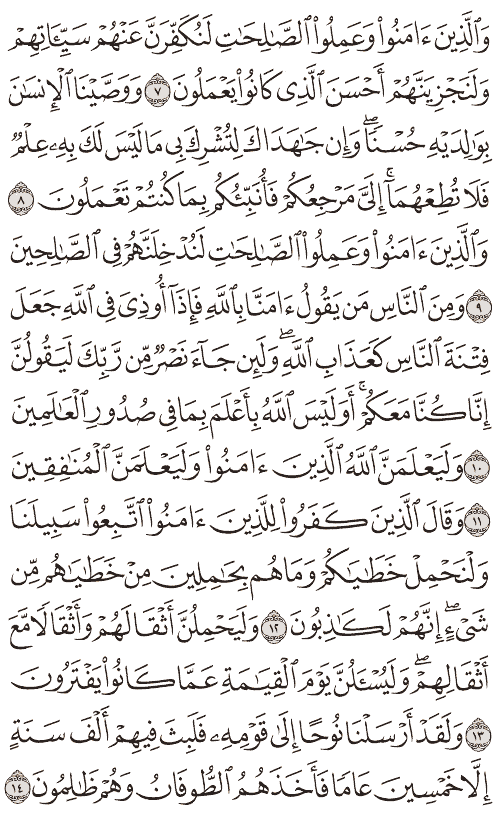 وَٱلَّذِينَ ءَامَنُوا۟ وَعَمِلُوا۟ ٱلصَّٰلِحَٰتِ لَنُكَفِّرَنَّ عَنْهُمْ سَيِّـَٔاتِهِمْ
وَلَنَجْزِيَنَّهُمْ أَحْسَنَ ٱلَّذِى كَانُوا۟ يَعْمَلُونَ ٧ وَوَصَّيْنَا ٱلْإِنسَٰنَ
بِوَٰلِدَيْهِ حُسْنًا ۖ وَإِن جَٰهَدَاكَ لِتُشْرِكَ بِى مَا لَيْسَ لَكَ بِهِۦ عِلْمٌ
فَلَا تُطِعْهُمَآ ۚ إِلَىَّ مَرْجِعُكُمْ فَأُنَبِّئُكُم بِمَا كُنتُمْ تَعْمَلُونَ ٨
وَٱلَّذِينَ ءَامَنُوا۟ وَعَمِلُوا۟ ٱلصَّٰلِحَٰتِ لَنُدْخِلَنَّهُمْ فِى ٱلصَّٰلِحِينَ
٩ وَمِنَ ٱلنَّاسِ مَن يَقُولُ ءَامَنَّا بِٱللَّهِ فَإِذَآ أُوذِىَ فِى ٱللَّهِ جَعَلَ
فِتْنَةَ ٱلنَّاسِ كَعَذَابِ ٱللَّهِ ۖ وَلَئِن جَآءَ نَصْرٌ مِّن رَّبِّكَ لَيَقُولُنَّ
إِنَّا كُنَّا مَعَكُمْ ۚ أَوَلَيْسَ ٱللَّهُ بِأَعْلَمَ بِمَا فِى صُدُورِ ٱلْعَٰلَمِينَ
١٠ وَلَيَعْلَمَنَّ ٱللَّهُ ٱلَّذِينَ ءَامَنُوا۟ وَلَيَعْلَمَنَّ ٱلْمُنَٰفِقِينَ
١١ وَقَالَ ٱلَّذِينَ كَفَرُوا۟ لِلَّذِينَ ءَامَنُوا۟ ٱتَّبِعُوا۟ سَبِيلَنَا
وَلْنَحْمِلْ خَطَٰيَٰكُمْ وَمَا هُم بِحَٰمِلِينَ مِنْ خَطَٰيَٰهُم مِّن
شَىْءٍ ۖ إِنَّهُمْ لَكَٰذِبُونَ ١٢ وَلَيَحْمِلُنَّ أَثْقَالَهُمْ وَأَثْقَالًا مَّعَ
أَثْقَالِهِمْ ۖ وَلَيُسْـَٔلُنَّ يَوْمَ ٱلْقِيَٰمَةِ عَمَّا كَانُوا۟ يَفْتَرُونَ
١٣ وَلَقَدْ أَرْسَلْنَا نُوحًا إِلَىٰ قَوْمِهِۦ فَلَبِثَ فِيهِمْ أَلْفَ سَنَةٍ
إِلَّا خَمْسِينَ عَامًا فَأَخَذَهُمُ ٱلطُّوفَانُ وَهُمْ ظَٰلِمُونَ ١٤